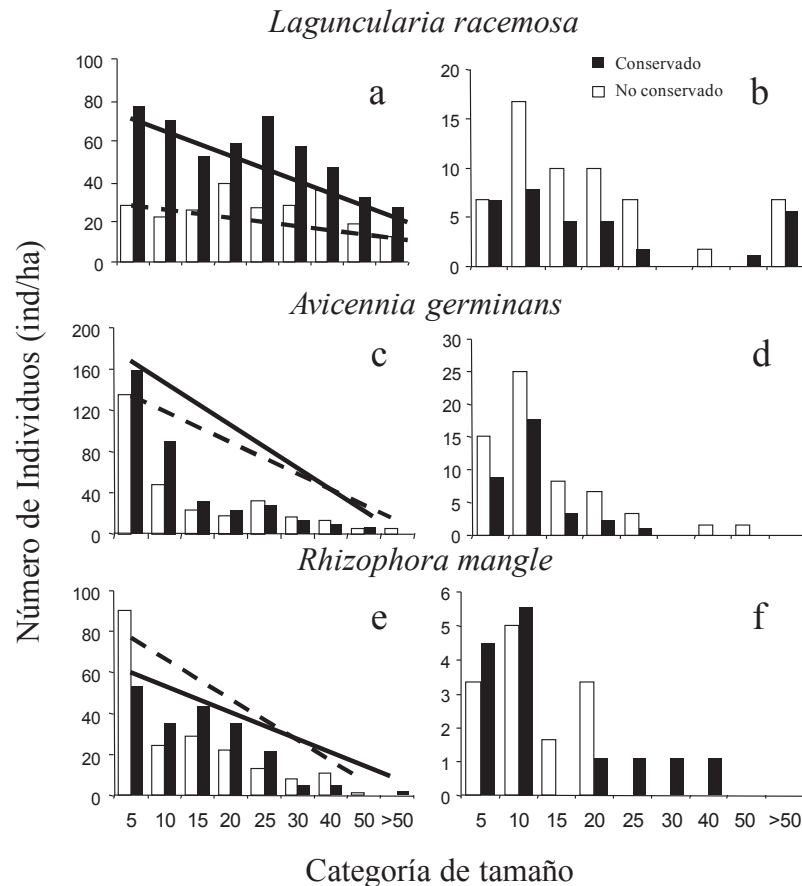 Laguncularia racemosa
100
80
60
40
20
0
a
20
15
10
5
0
b
Conservado
No conservado
Avicennia germinans
200
160
120
80
40
0
c
30
25
20
15
10
5
0
d
Rhizophora mangle
100
80
60
40
20
0
e
5 10 15 20 25 30 40 50 >50
6
5
4
3
2
1
0
f
5 10 15 20 25 30 40 50 >50
Número de Individuos (ind/ha)
Categoría de tamaño